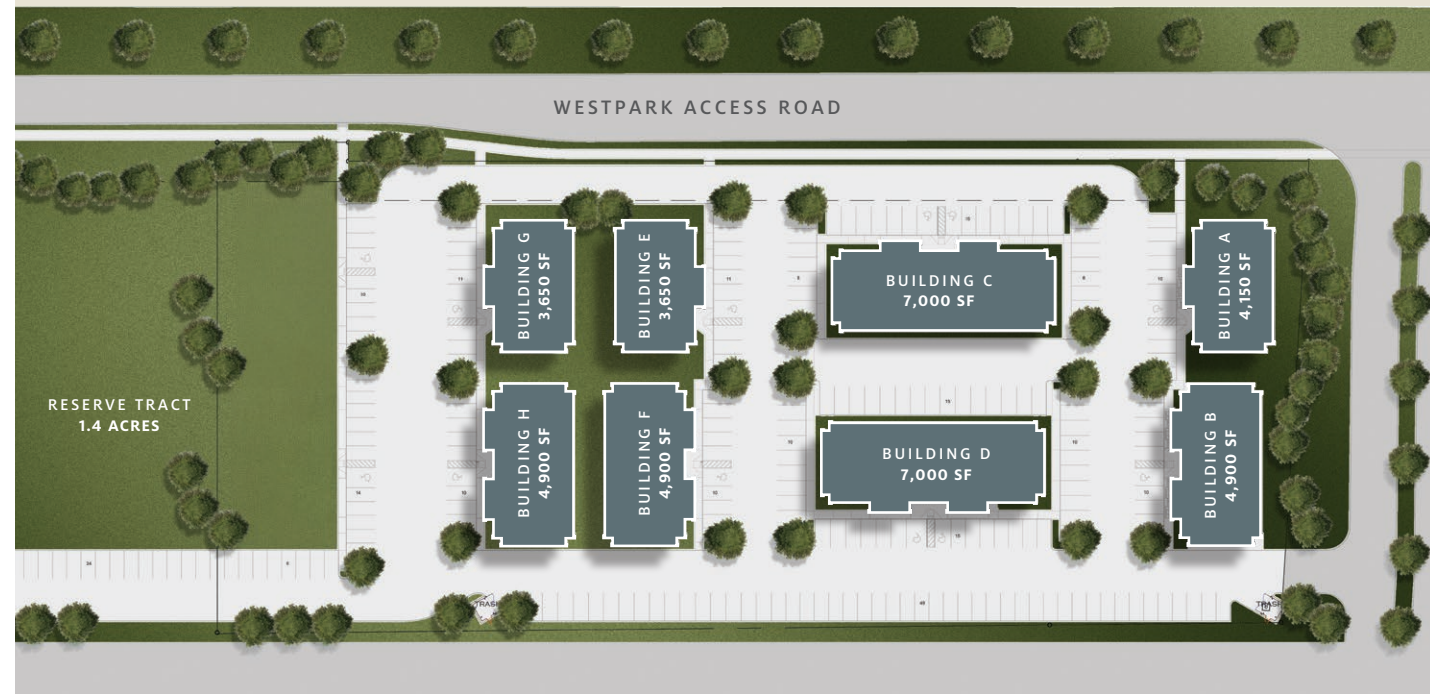 WESTPARK ACCESS ROAD
BUILDING G
3,650 SF
BUILDING E
3,650 SF
BUILDING C
7,000 SF
BUILDING A
4,150 SF
RESERVE TRACT
1.4 ACRES
BUILDING H
4,900 SF
BUILDING F
4,900 SF
BUILDING D
7,000 SF
BUILDING B
4,900 SF
TRASH
TRASH